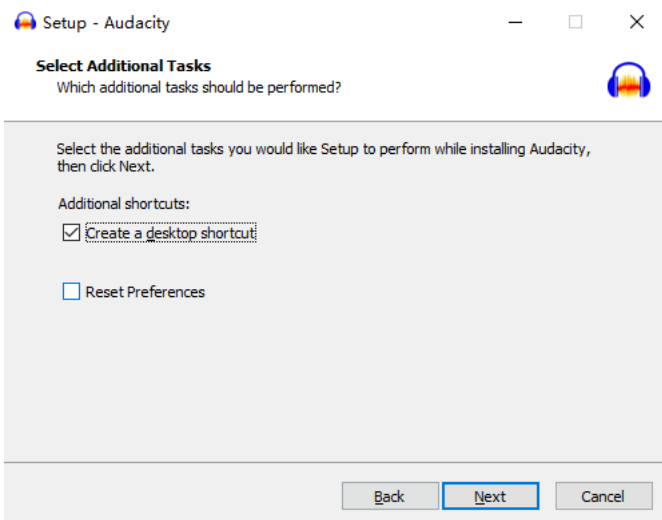 Setup - Audacity
Select Additional Tasks
Which additional tasks should be performed?
Select the additional tasks you would like Setup to perform while installing Audacity,
then click Next.
Additional shortcuts:
Create a desktop shortcut
Reset Preferences
Back Next Cancel